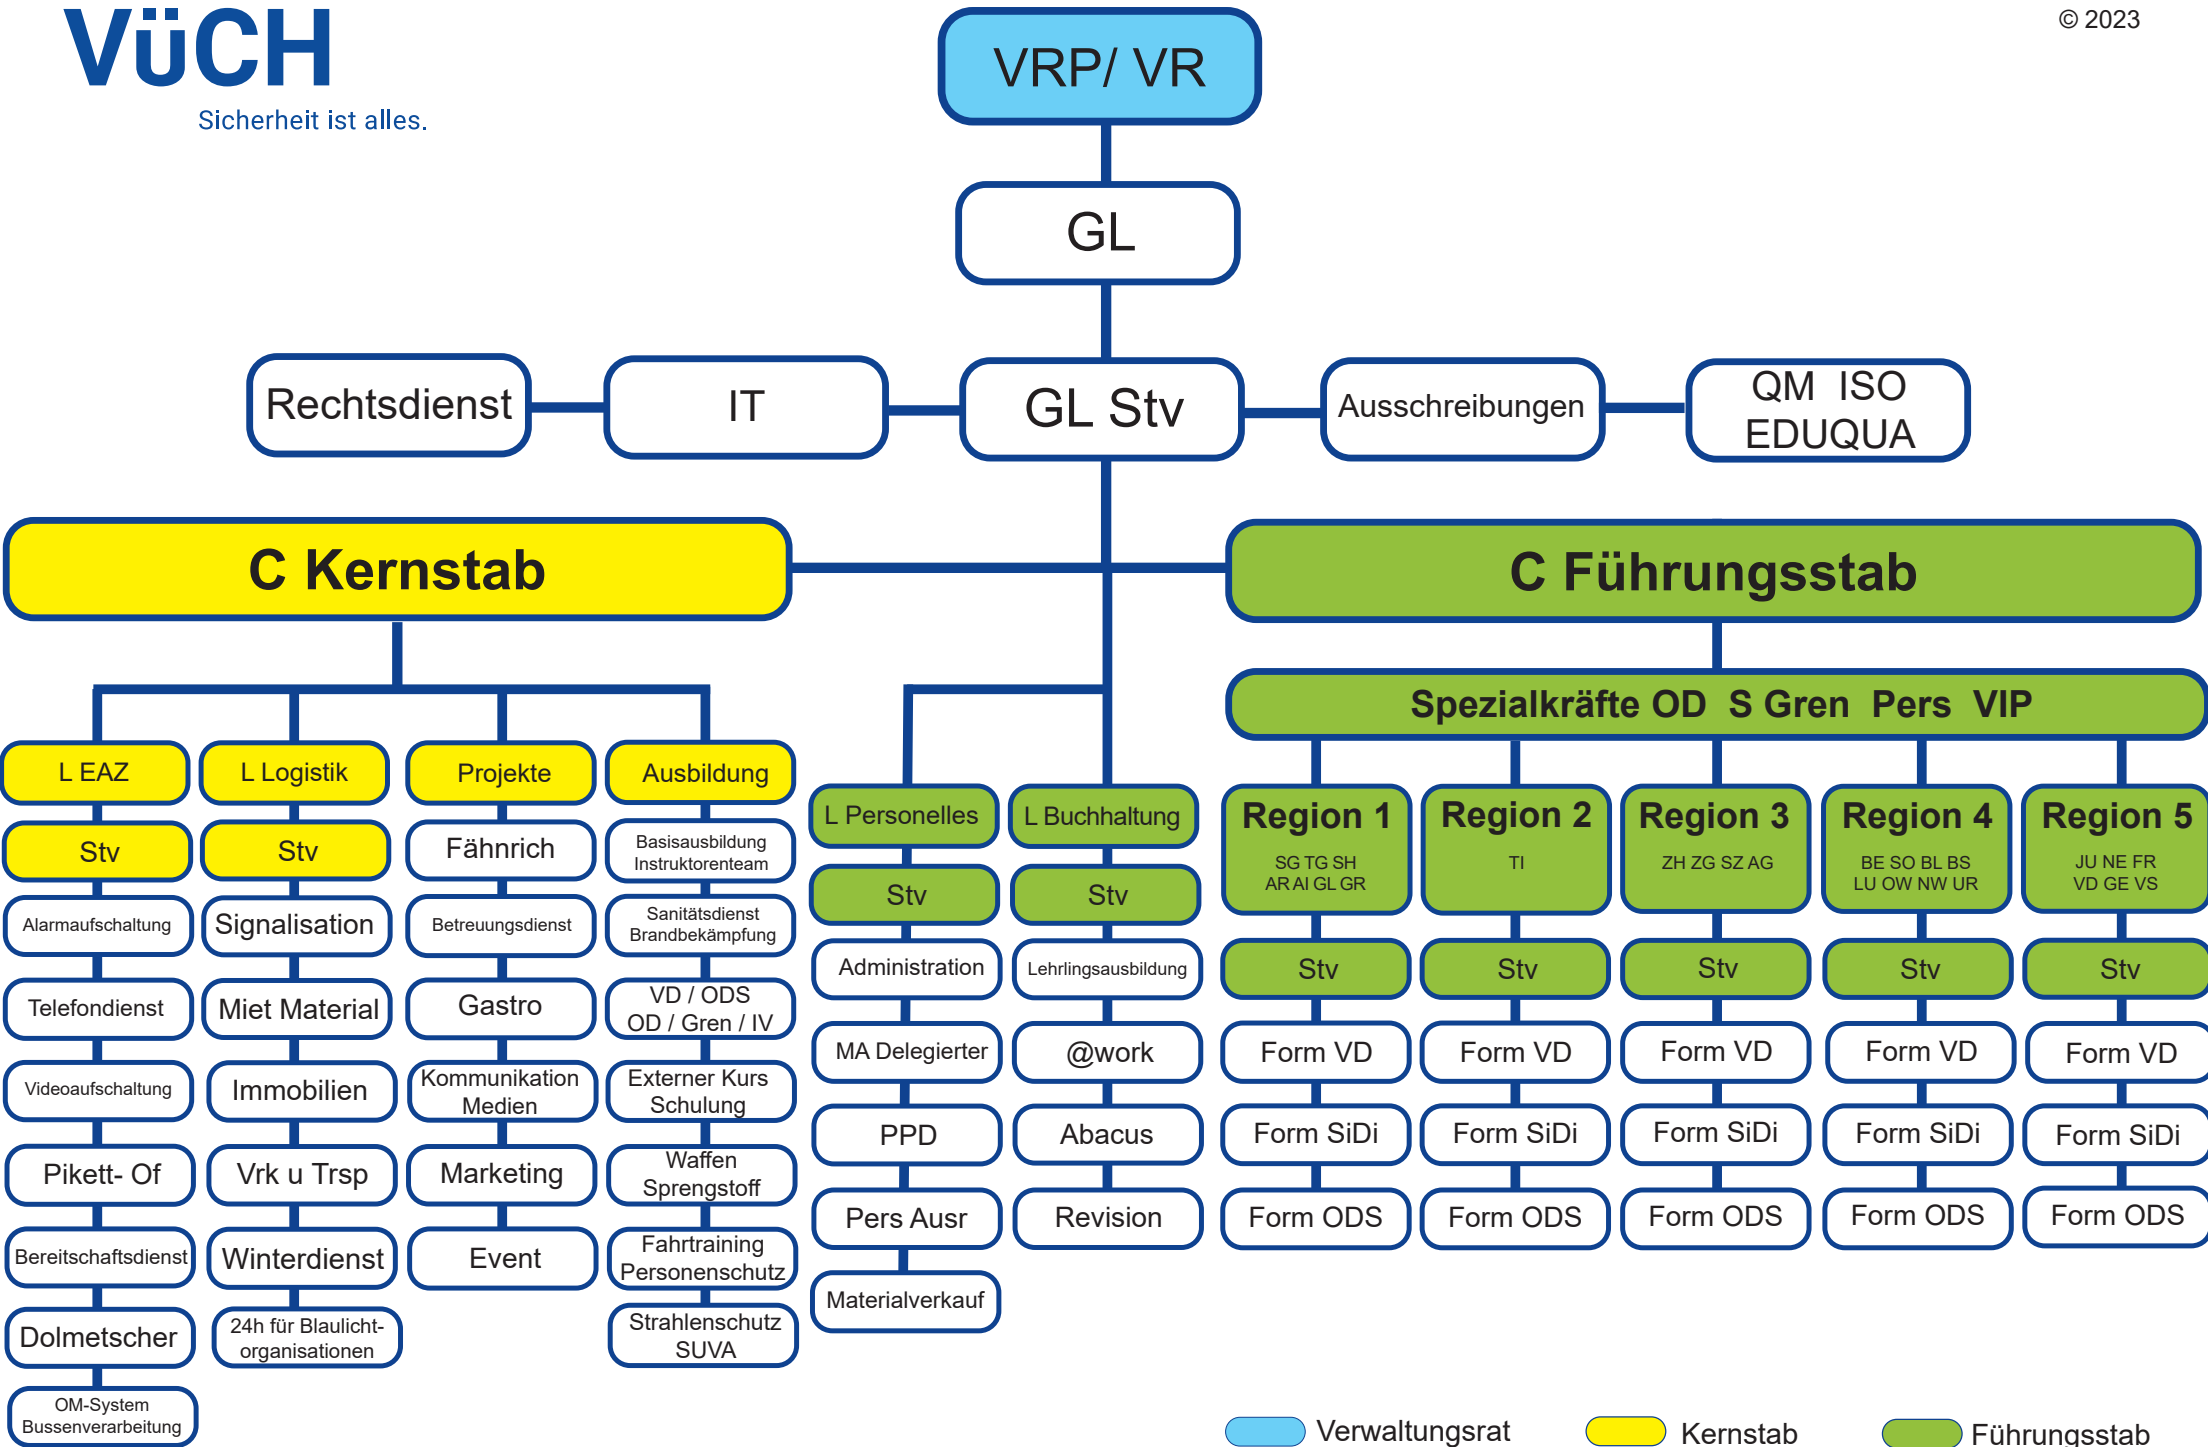 VüCH
Sicherheit ist alles.
© 2023
VRP/ VR
GL
Rechtsdienst
IT
GL Stv
Ausschreibungen
QM ISO
EDUQUA
C Kernstab
C Führungsstab
Spezialkräfte OD S Gren Pers VIP
L EAZ
Stv
Alarmaufschaltung
Telefondienst
Videoaufschaltung
Pikett- Of
Bereitschaftsdienst
Dolmetscher
OM-System
Bussenverarbeitung
L Logistik
Stv
Signalisation
Miet Material
Immobilien
Vrk u Trsp
Winterdienst
24h für Blaulicht-
organisationen
Projekte
Fähnrich
Betreuungsdienst
Gastro
Kommunikation
Medien
Marketing
Event
Ausbildung
Basisausbildung
Instruktorenteam
Sanitätsdienst
Brandbekämpfung
VD / ODS
OD / Gren / IV
Externer Kurs
Schulung
Waffen
Sprengstoff
Fahrtraining
Personenschutz
Strahlenschutz
SUVA
L Personelles
Stv
Administration
MA Delegierter
PPD
Pers Ausr
Materialverkauf
L Buchhaltung
Stv
Lehrlingsausbildung
@work
Abacus
Revision
Region 1
SG TG SH
AR AI GL GR
Stv
Form VD
Form SiDi
Form ODS
Region 2
TI
Stv
Form VD
Form SiDi
Form ODS
Region 3
ZH ZG SZ AG
Stv
Form VD
Form SiDi
Form ODS
Region 4
BE SO BL BS
LU OW NW UR
Stv
Form VD
Form SiDi
Form ODS
Region 5
JU NE FR
VD GE VS
Stv
Form VD
Form SiDi
Form ODS
Verwaltungsrat
Kernstab
Führungsstab